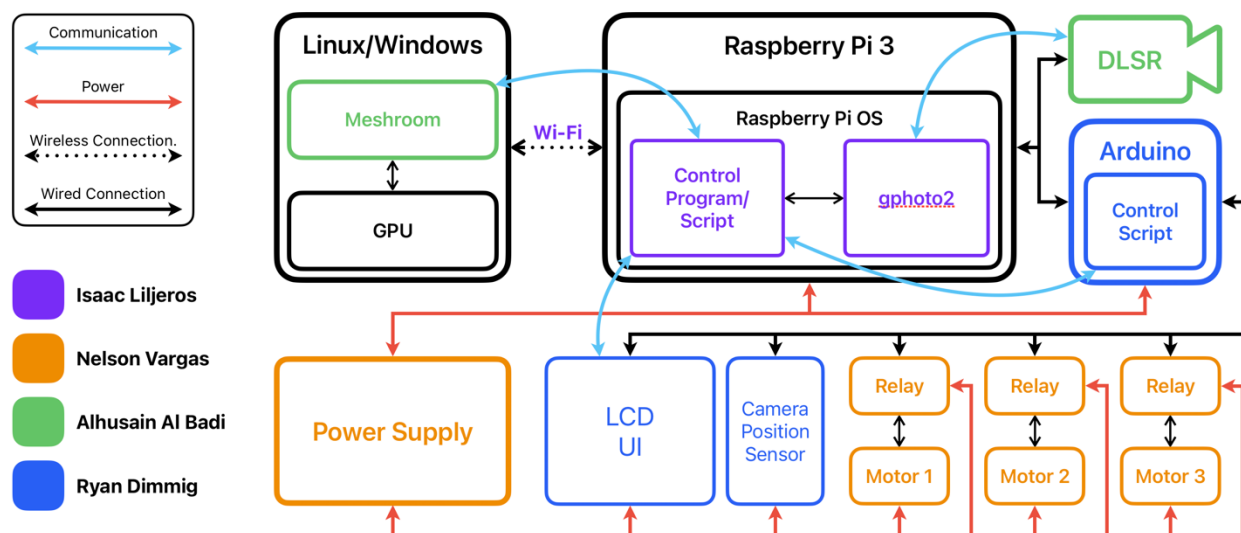 Communication
Power
Wireless Connection.
Wired Connection
Isaac Liljeros
Nelson Vargas
Alhusain Al Badi
Ryan Dimmig
Linux/Windows
Meshroom
GPU
Wi-Fi
Raspberry Pi 3
Raspberry Pi OS
Control
Program/
Script
gphoto2
DLSR
Arduino
Control
Script
Power Supply
LCD
UI
Camera
Position
Sensor
Relay
Motor 1
Relay
Motor 2
Relay
Motor 3